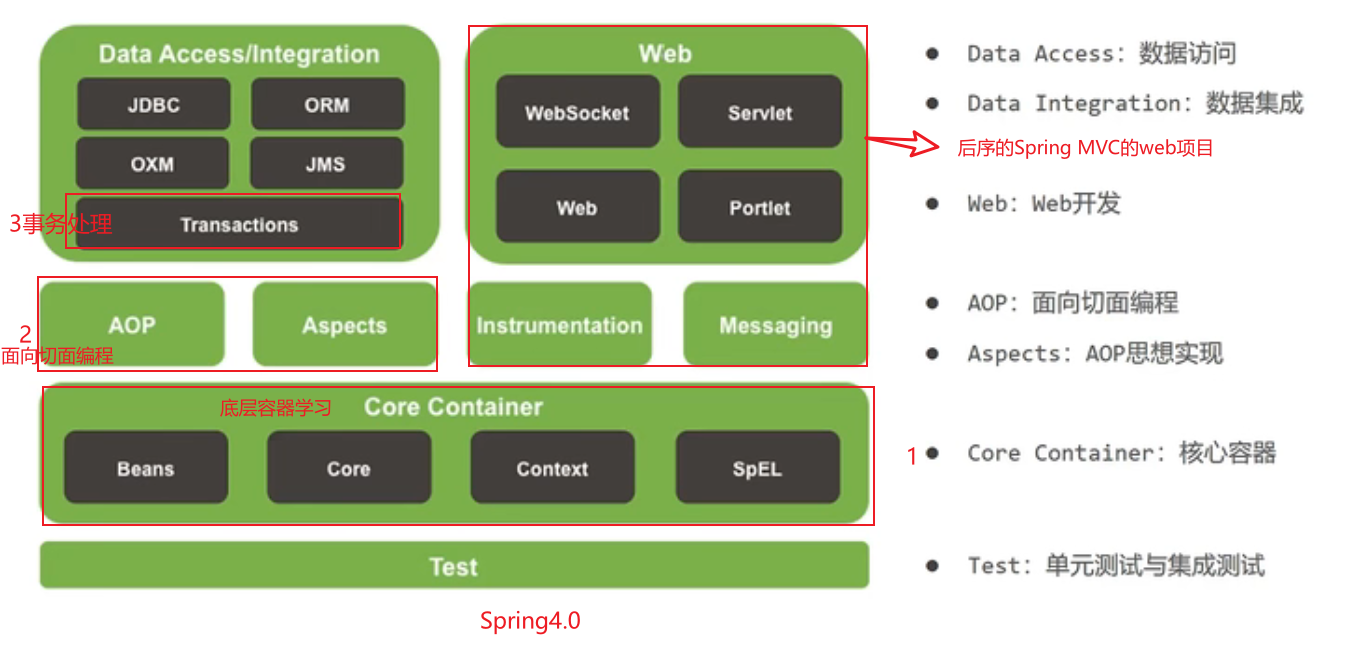 Data Access/Integration
JDBC
ORM
OXM
JMS
3事务处理
Transactions
Web
WebSocket
Servlet
Web
Portlet
2
面向切面编程
AOP
Aspects
Instrumentation
Messaging
底层容器学习
Core Container
Beans
Core
Context
SpEL
Test
Spring4.0
● Data Access: 数据访问
● Data Integration: 数据集成
后序的Spring MVC的web项目
● Web: Web开发
● AOP: 面向切面编程
● Aspects: AOP思想实现
1 ● Core Container: 核心容器
● Test: 单元测试与集成测试